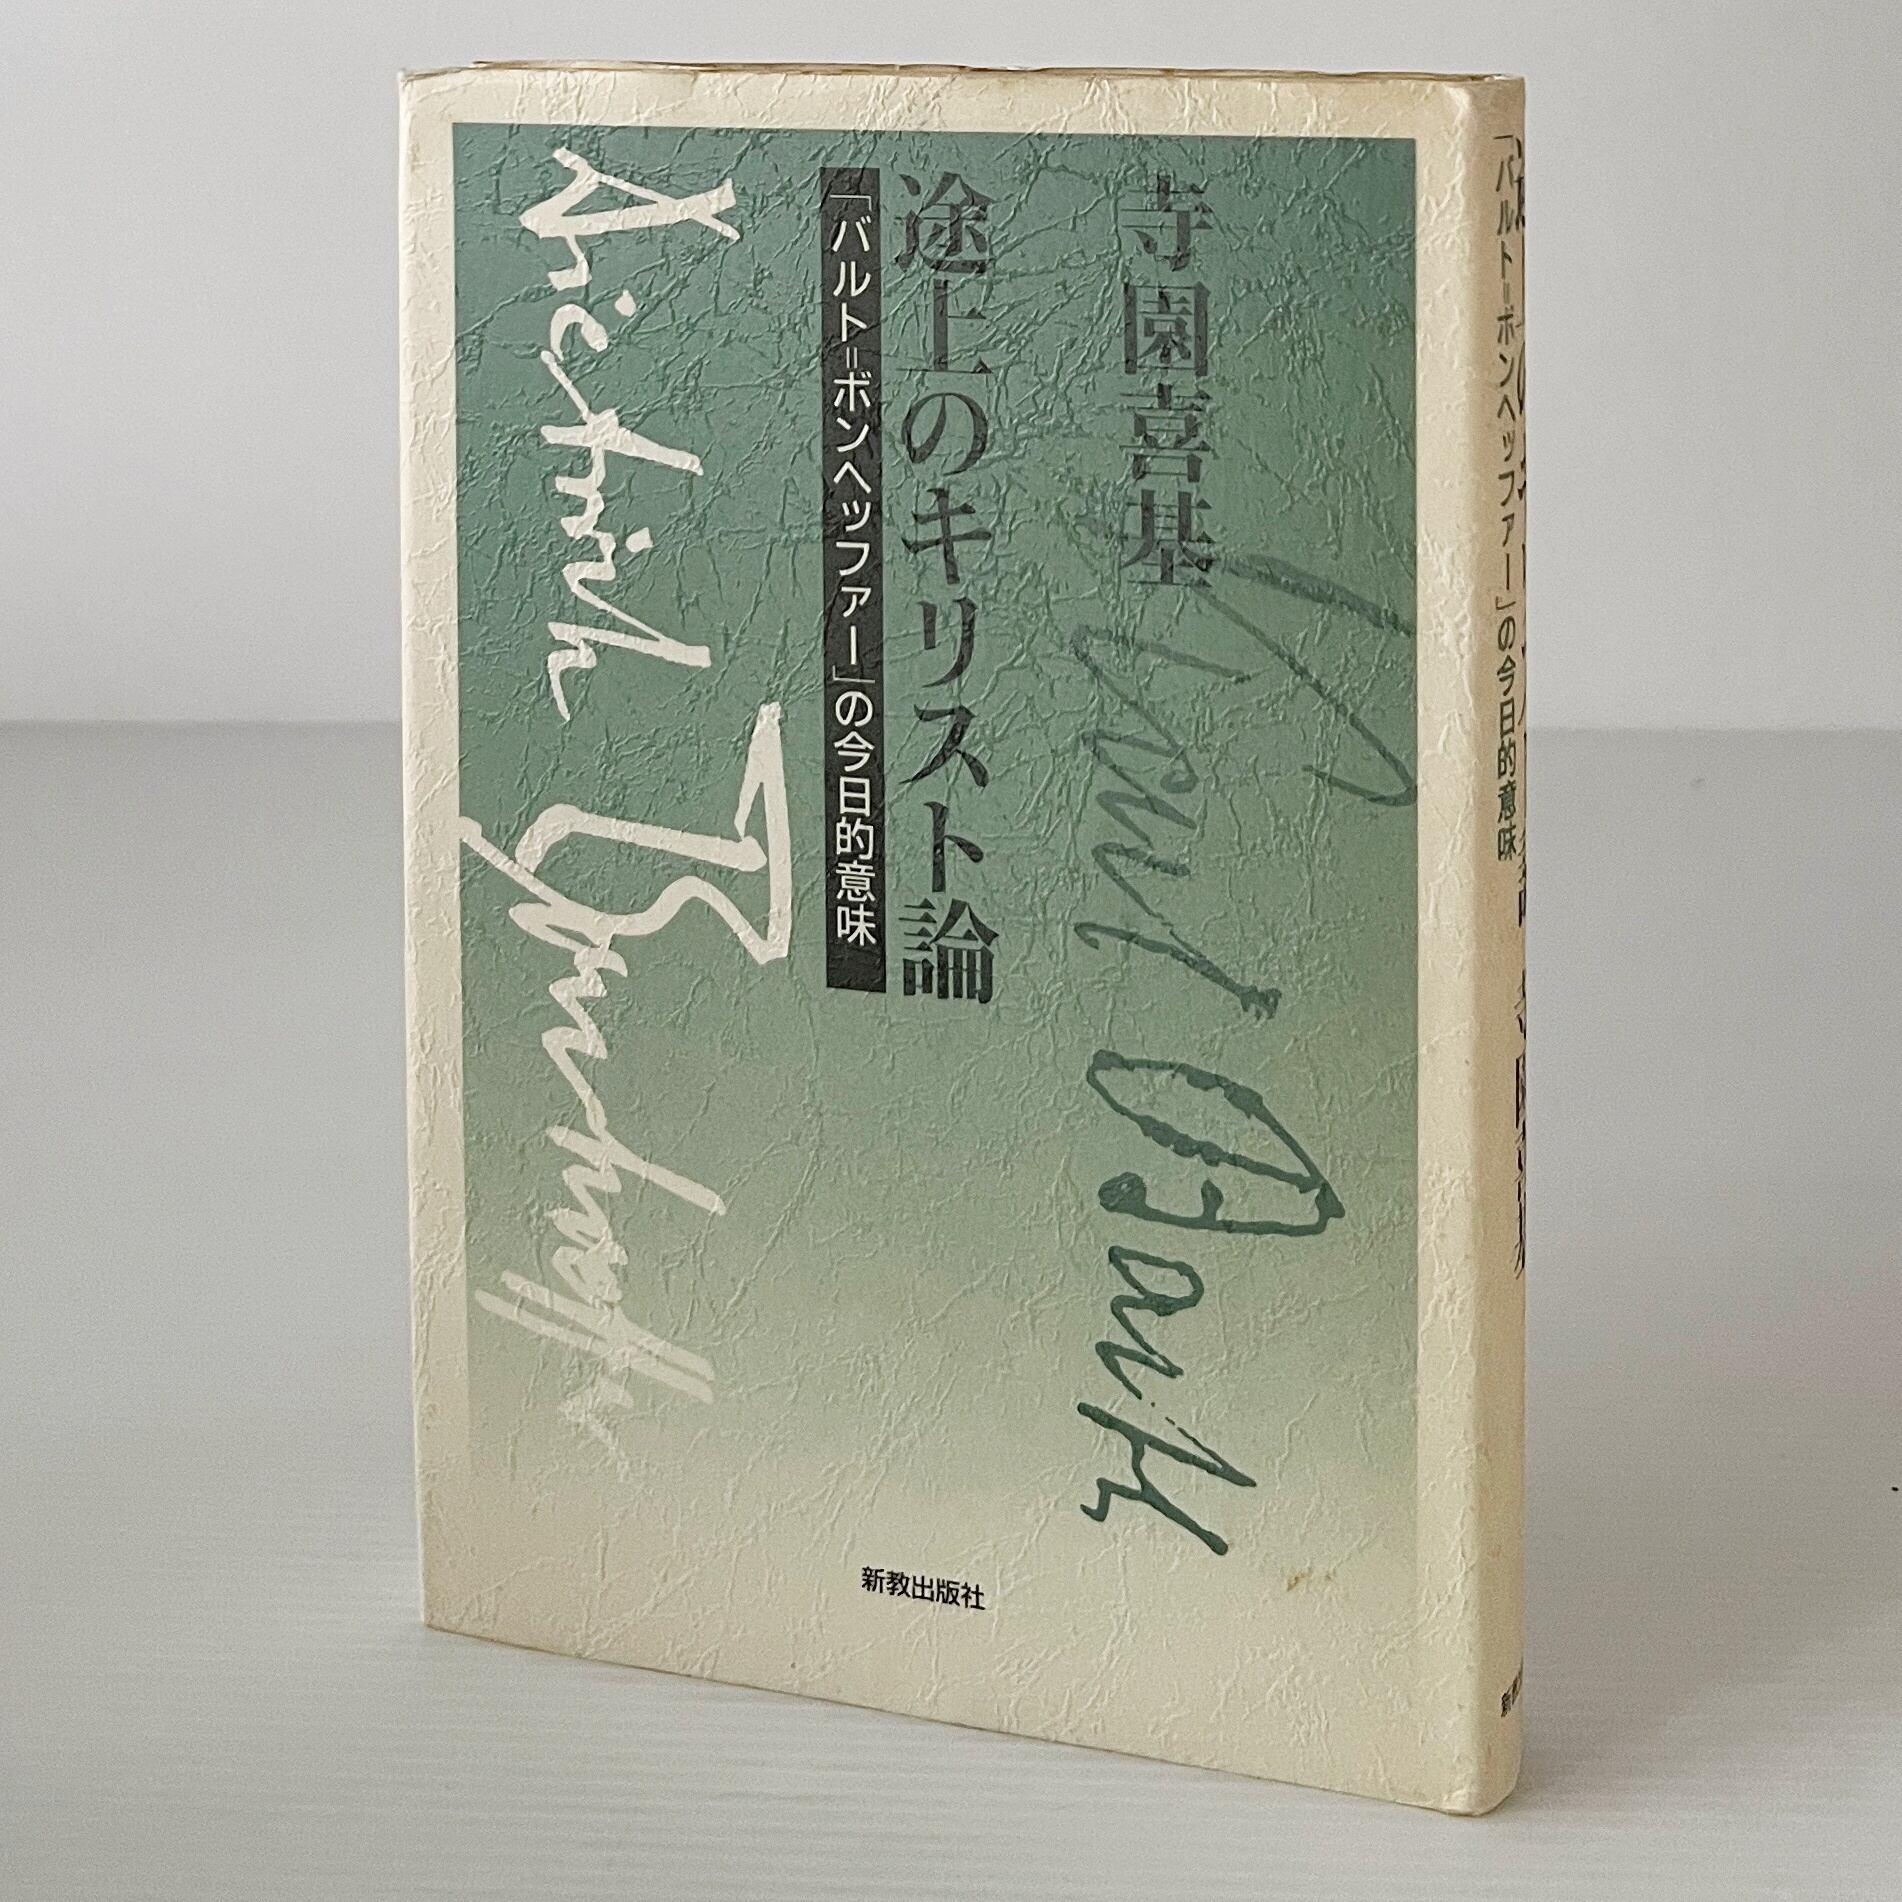 寺園喜基
途上のキリスト論
「バルト=ボンヘッファー」の今日的意味
Karl Barth
Dietrich Bonhoeffer
新教出版社
「バルト=ボンヘッファー」の今日的意味